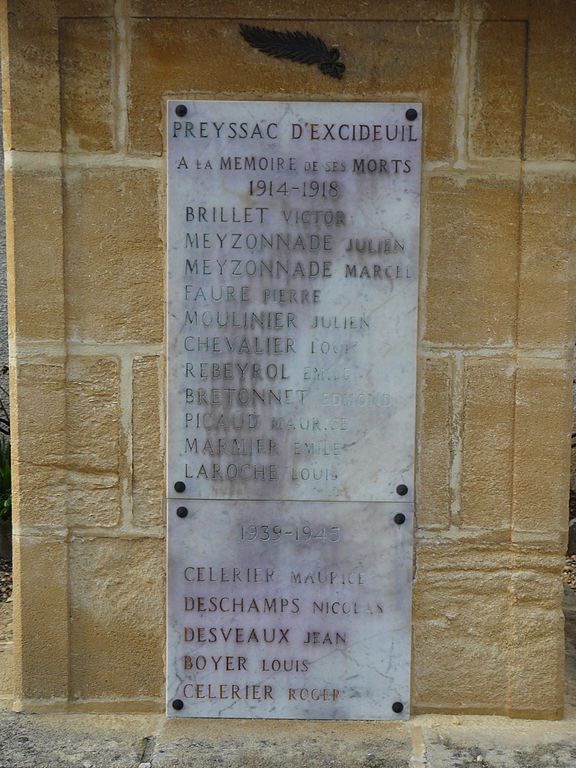 PREYSSAC D'EXCIDEUIL
A LA MEMOIRE DE SES MORTS
1914-1918
BRILLET VICTOR
MEYZONNADE JULIEN
MEYZONNADE MARCEL
FAURE PIERRE
MOULINIER JULIEN
CHEVALIER LOUIS
REBEYROL EMILE
BRETONNET EDMOND
PICAUD MAURICE
MARMIER EMILE
LAROCHE LOUIS
1939-1945
CELERIER MAURICE
DESCHAMPS NICOLAS
DESVEAUX JEAN
BOYER LOUIS
CELERIER ROGER